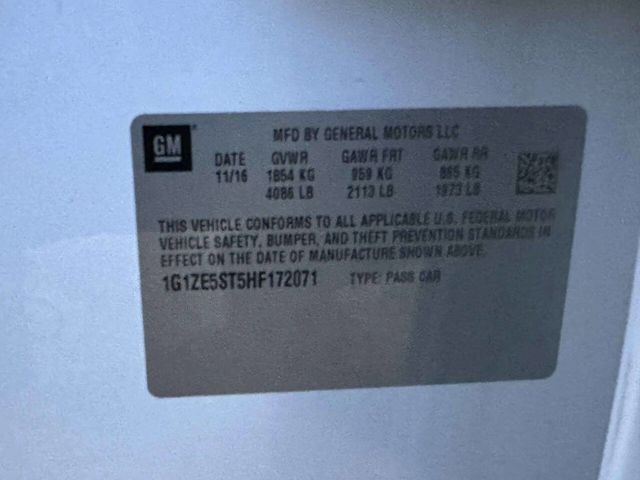 GM
MFD BY GENERAL MOTORS LLC
DATE GVWR GAWR FRT GAWR RR
11/16 1854 KG 959 KG 895 KG
4086 LB 2113 LB 1973 LB
THIS VEHICLE CONFORMS TO ALL APPLICABLE U.S. FEDERAL MOTOR
VEHICLE SAFETY, BUMPER, AND THEFT PREVENTION STANDARDS IN
EFFECT ON THE DATE OF MANUFACTURE SHOWN ABOVE.
1G1ZE5ST5HF172071 TYPE: PASS CAR